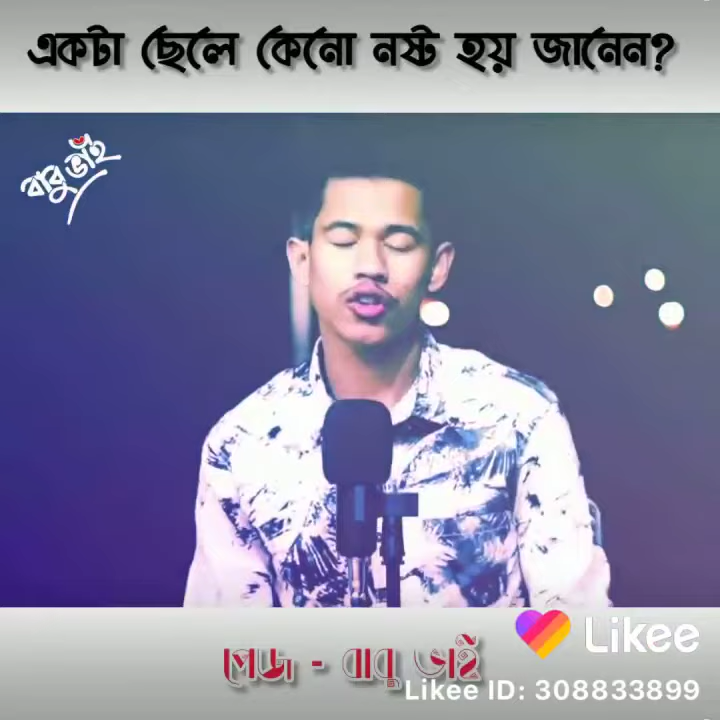 একটা ছেলে কেনো নষ্ট হয় জানেন?
বাবু ভাই
Likee
পেজ - বাবু ভাই
Likee ID: 308833899